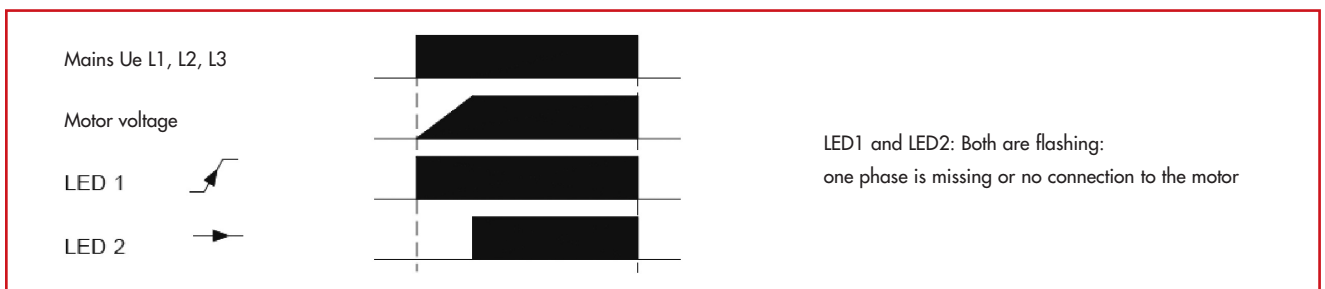 Mains Ue L1, L2, L3
Motor voltage
LED 1
LED 2
LED1 and LED2: Both are flashing:
one phase is missing or no connection to the motor